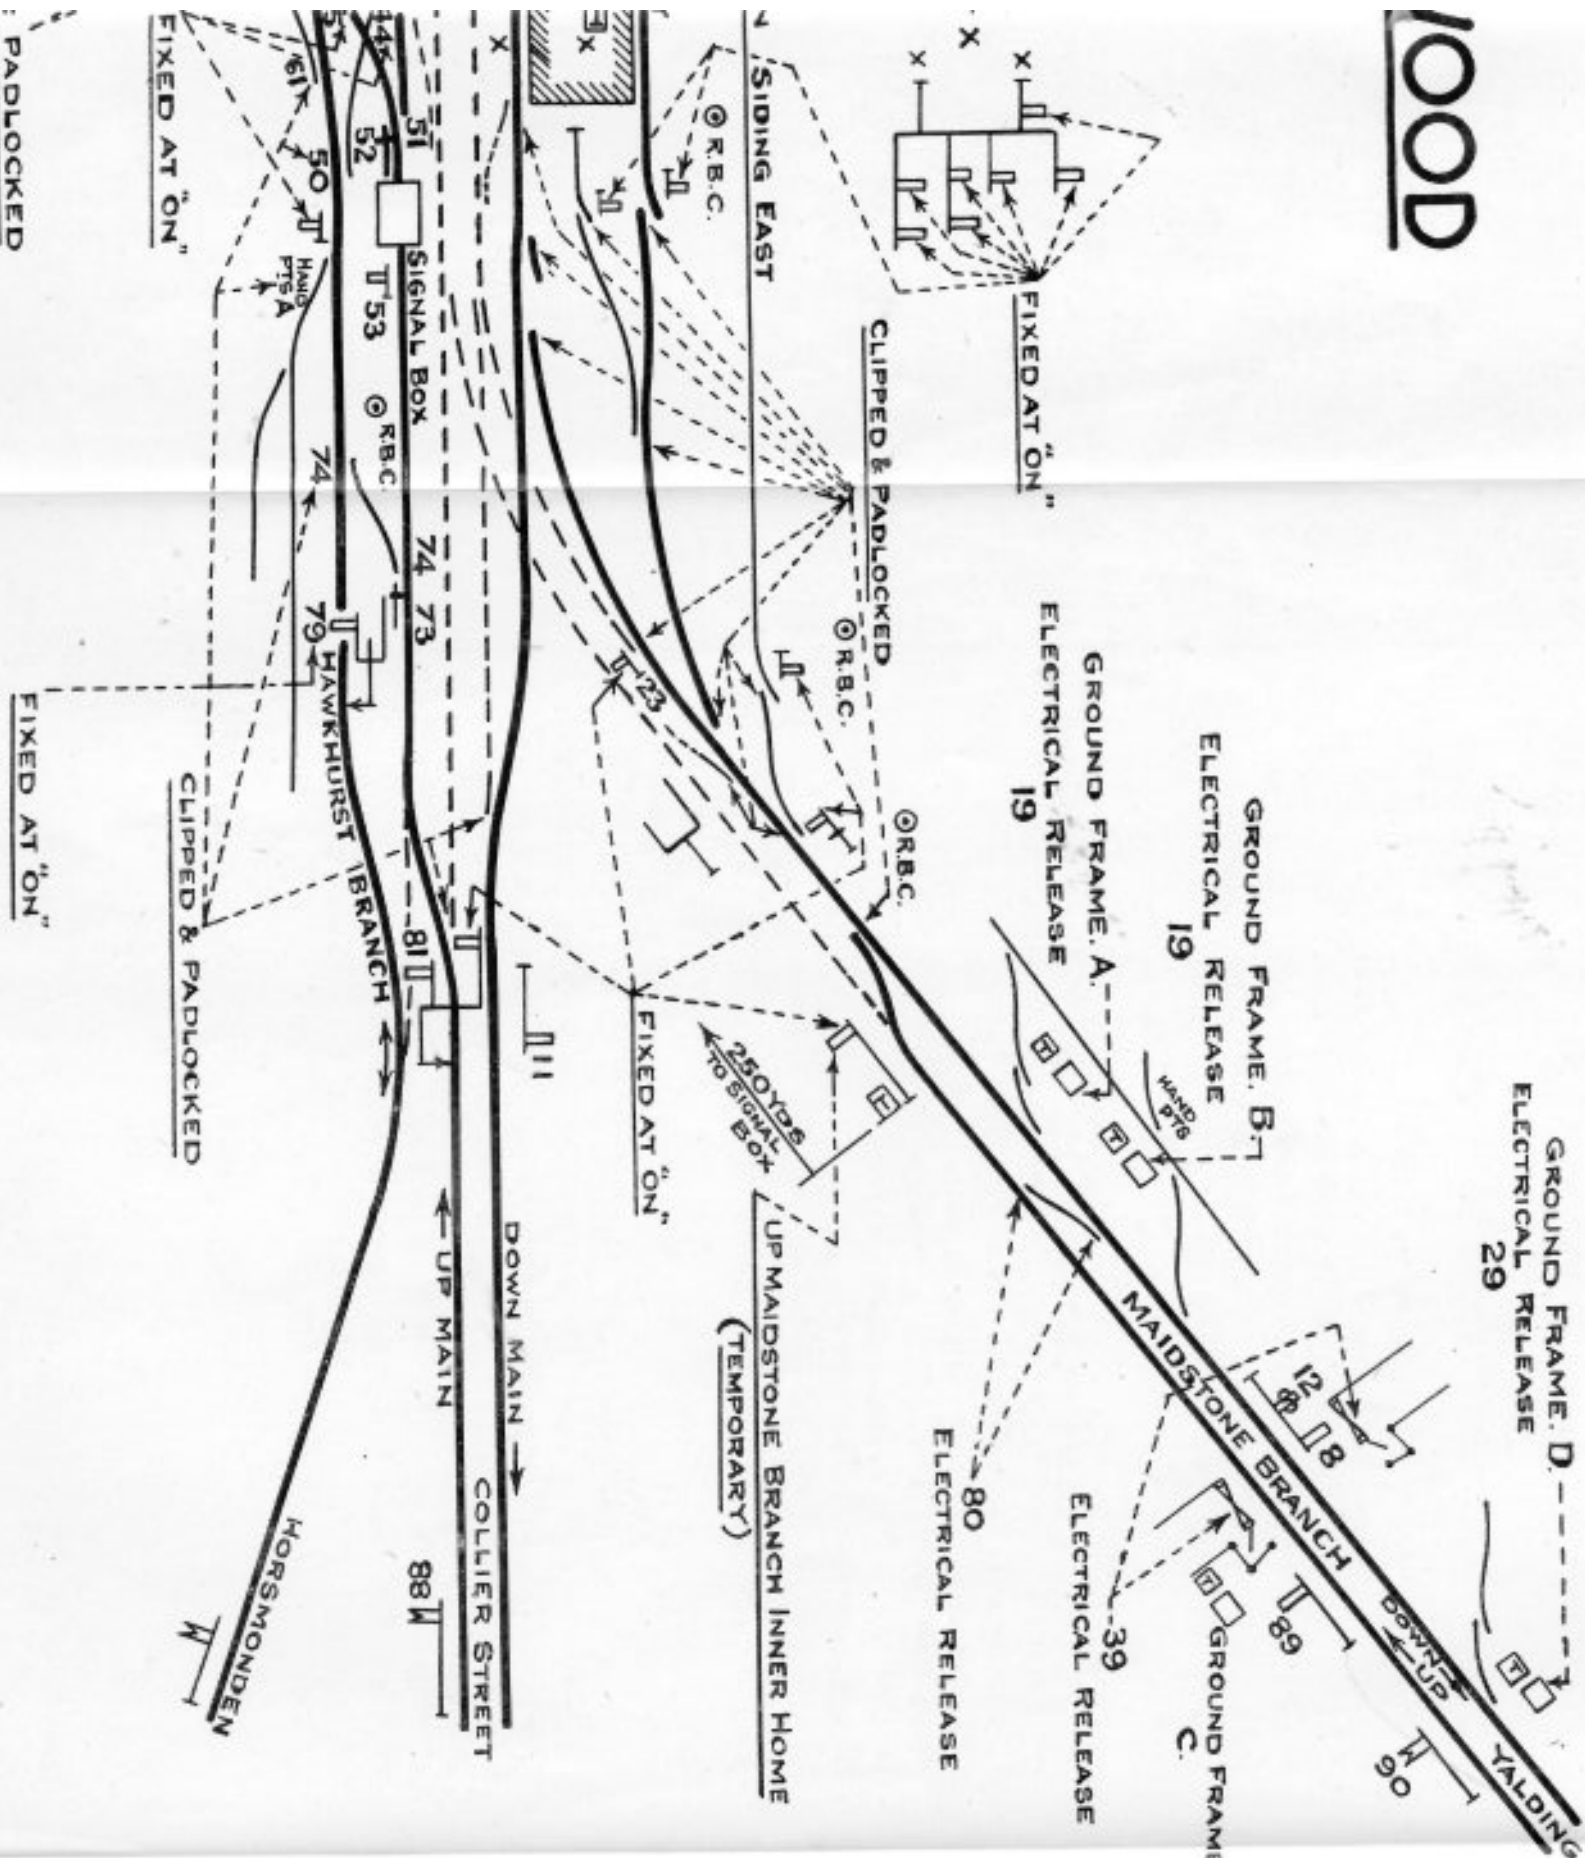 WOOD
FIXED AT "ON"
GROUND FRAME. D.
ELECTRICAL RELEASE
29
GROUND FRAME. B.
ELECTRICAL RELEASE
19
GROUND FRAME. A.
ELECTRICAL RELEASE
19
HAND
PTS
CLIPPED & PADLOCKED
R.B.C.
R.B.C.
R.B.C.
SIDING EAST
12
8
MAIDSTONE BRANCH
DOWN
UP
YALDING
90
89
GROUND FRAME
C.
T
T
T
T
T
39
ELECTRICAL RELEASE
80
ELECTRICAL RELEASE
UP MAIDSTONE BRANCH INNER HOME
(TEMPORARY)
250 YDS
TO SIGNAL
BOX
FIXED AT "ON"
23
11
DOWN MAIN
COLLIER STREET
UP MAIN
88
51
52
SIGNAL BOX
53
R.B.C.
74 73
81
50
HAND
PTS A
74
79
HAWKHURST BRANCH
HORSMONDEN
FIXED AT "ON"
CLIPPED & PADLOCKED
FIXED AT "ON"
PADLOCKED
X
X
X
X
X